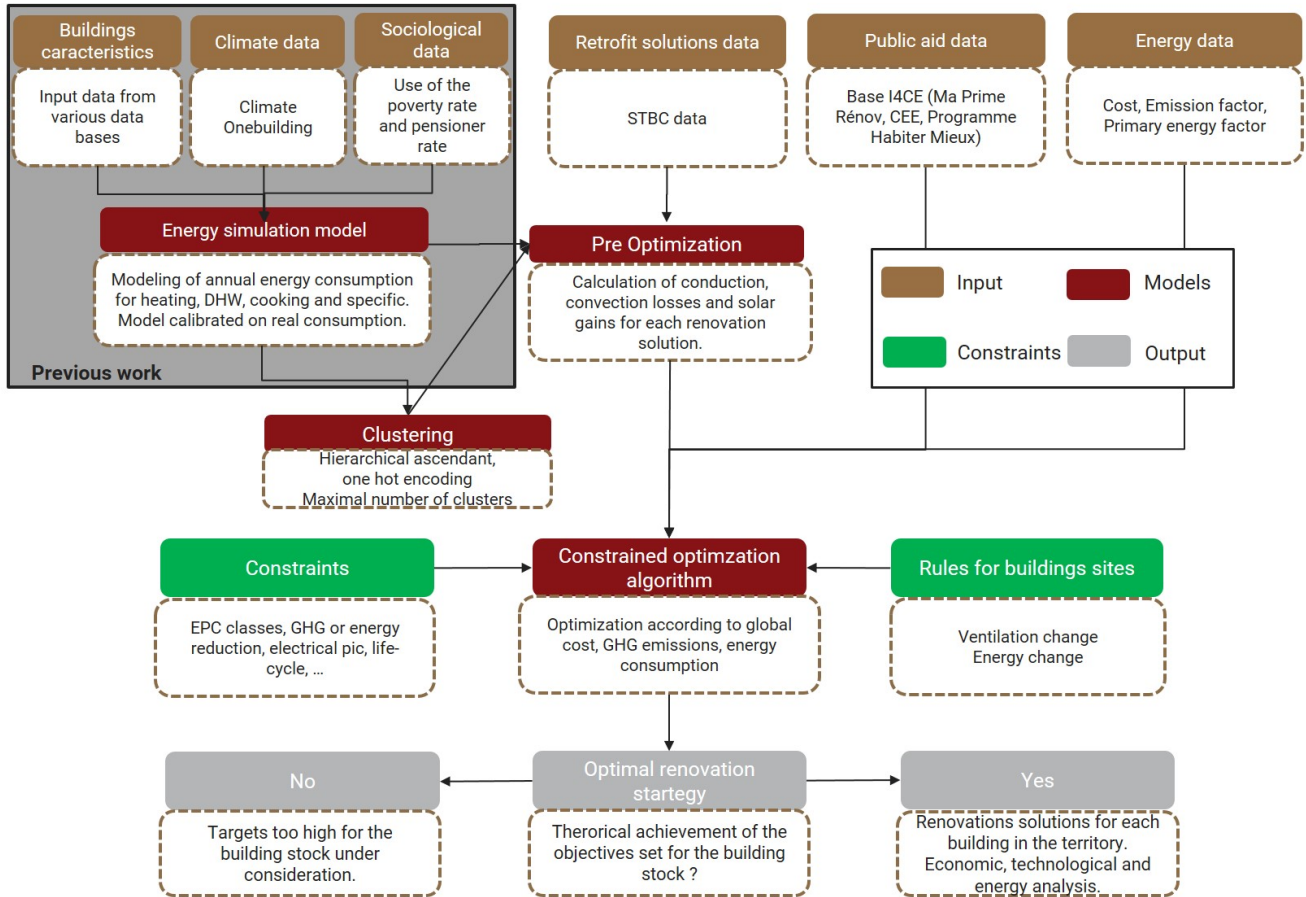 Buildings
caracteristics
Input data from
various data
bases
Climate data
Climate
Onebuilding
Sociological
data
Use of the
poverty rate
and pensioner
rate
Retrofit solutions data
STBC data
Public aid data
Base I4CE (Ma Prime
Rénov, CEE, Programme
Habiter Mieux)
Energy data
Cost, Emission factor,
Primary energy factor
Energy simulation model
Modeling of annual energy consumption
for heating, DHW, cooking and specific.
Model calibrated on real consumption.
Previous work
Pre Optimization
Calculation of conduction,
convection losses and solar
gains for each renovation
solution.
Input
Models
Constraints
Output
Clustering
Hierarchical ascendant,
one hot encoding
Maximal number of clusters
Constraints
EPC classes, GHG or energy
reduction, electrical pic, life-
cycle, ...
Constrained optimzation
algorithm
Optimization according to global
cost, GHG emissions, energy
consumption
Rules for buildings sites
Ventilation change
Energy change
No
Targets too high for the
building stock under
consideration.
Optimal renovation
startegy
Therorical achievement of the
objectives set for the building
stock ?
Yes
Renovations solutions for each
building in the territory.
Economic, technological and
energy analysis.